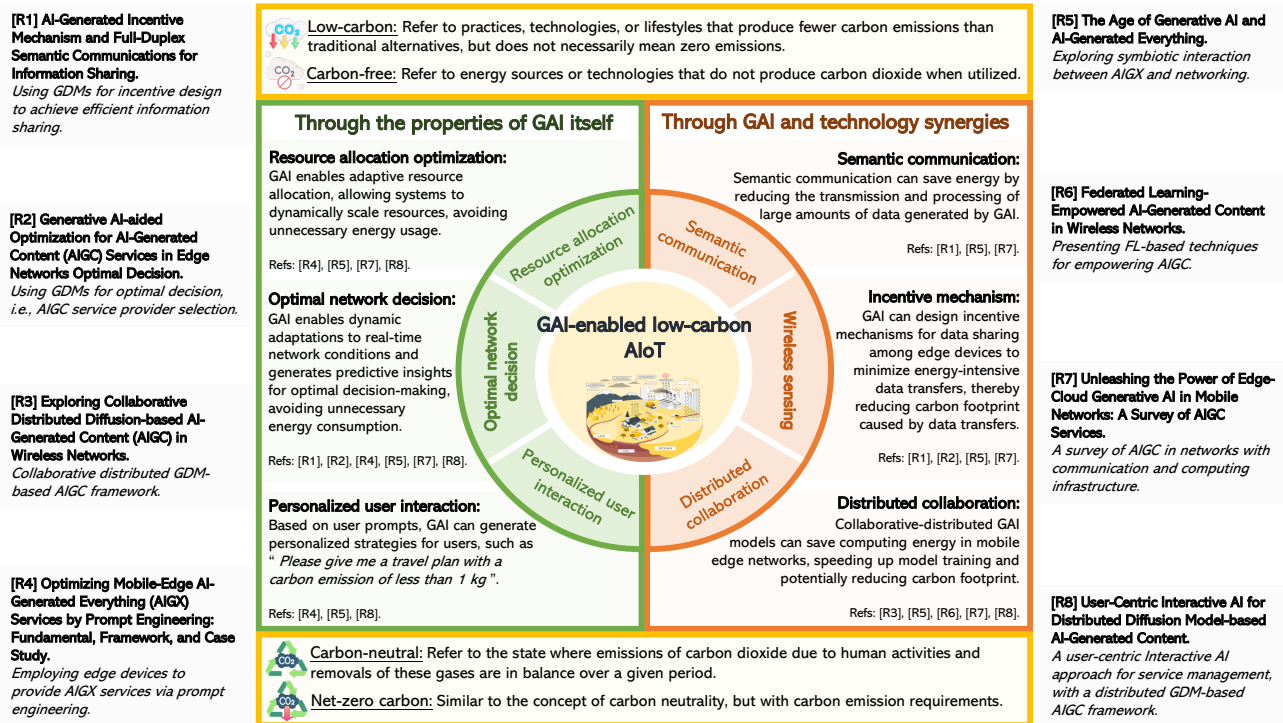 [R1] AI-Generated Incentive
Mechanism and Full-Duplex
Semantic Communications for
Information Sharing.
Using GDMs for incentive design
to achieve efficient information
sharing.
[R2] Generative AI-aided
Optimization for AI-Generated
Content (AIGC) Services in Edge
Networks Optimal Decision.
Using GDMs for optimal decision,
i.e., AIGC service provider selection.
[R3] Exploring Collaborative
Distributed Diffusion-based AI-
Generated Content (AIGC) in
Wireless Networks.
Collaborative distributed GDM-
based AIGC framework.
[R4] Optimizing Mobile-Edge AI-
Generated Everything (AIGX)
Services by Prompt Engineering:
Fundamental, Framework, and Case
Study.
Employing edge devices to
provide AIGX services via prompt
engineering.
CO2
Low-carbon: Refer to practices, technologies, or lifestyles that produce fewer carbon emissions than
traditional alternatives, but does not necessarily mean zero emissions.
CO2
Carbon-free: Refer to energy sources or technologies that do not produce carbon dioxide when utilized.
Through the properties of GAI itself
Resource allocation optimization:
GAI enables adaptive resource
allocation, allowing systems to
dynamically scale resources, avoiding
unnecessary energy usage.
Refs: [R4], [R5], [R7], [R8].
Optimal network decision:
GAI enables dynamic
adaptations to real-time
network conditions and
generates predictive insights
for optimal decision-making,
avoiding unnecessary
energy consumption.
Refs: [R1], [R2], [R4], [R5], [R7], [R8].
Personalized user interaction:
Based on user prompts, GAI can generate
personalized strategies for users, such as
“ Please give me a travel plan with a
carbon emission of less than 1 kg ”.
Refs: [R4], [R5], [R8].
Resource allocation
optimization
Optimal network
decision
Personalized user
interaction
GAI-enabled low-carbon
AIoT
Semantic
communication
Wireless sensing
Distributed
collaboration
Through GAI and technology synergies
Semantic communication:
Semantic communication can save energy by
reducing the transmission and processing of
large amounts of data generated by GAI.
Refs: [R1], [R5], [R7].
Incentive mechanism:
GAI can design incentive
mechanisms for data sharing
among edge devices to
minimize energy-intensive
data transfers, thereby
reducing carbon footprint
caused by data transfers.
Refs: [R1], [R2], [R5], [R7].
Distributed collaboration:
Collaborative-distributed GAI
models can save computing energy in mobile
edge networks, speeding up model training and
potentially reducing carbon footprint.
Refs: [R3], [R5], [R6], [R7], [R8].
CO2
Carbon-neutral: Refer to the state where emissions of carbon dioxide due to human activities and
removals of these gases are in balance over a given period.
CO2
Net-zero carbon: Similar to the concept of carbon neutrality, but with carbon emission requirements.
[R5] The Age of Generative AI and
AI-Generated Everything.
Exploring symbiotic interaction
between AIGX and networking.
[R6] Federated Learning-
Empowered AI-Generated Content
in Wireless Networks.
Presenting FL-based techniques
for empowering AIGC.
[R7] Unleashing the Power of Edge-
Cloud Generative AI in Mobile
Networks: A Survey of AIGC
Services.
A survey of AIGC in networks with
communication and computing
infrastructure.
[R8] User-Centric Interactive AI for
Distributed Diffusion Model-based
AI-Generated Content.
A user-centric Interactive AI
approach for service management,
with a distributed GDM-based
AIGC framework.